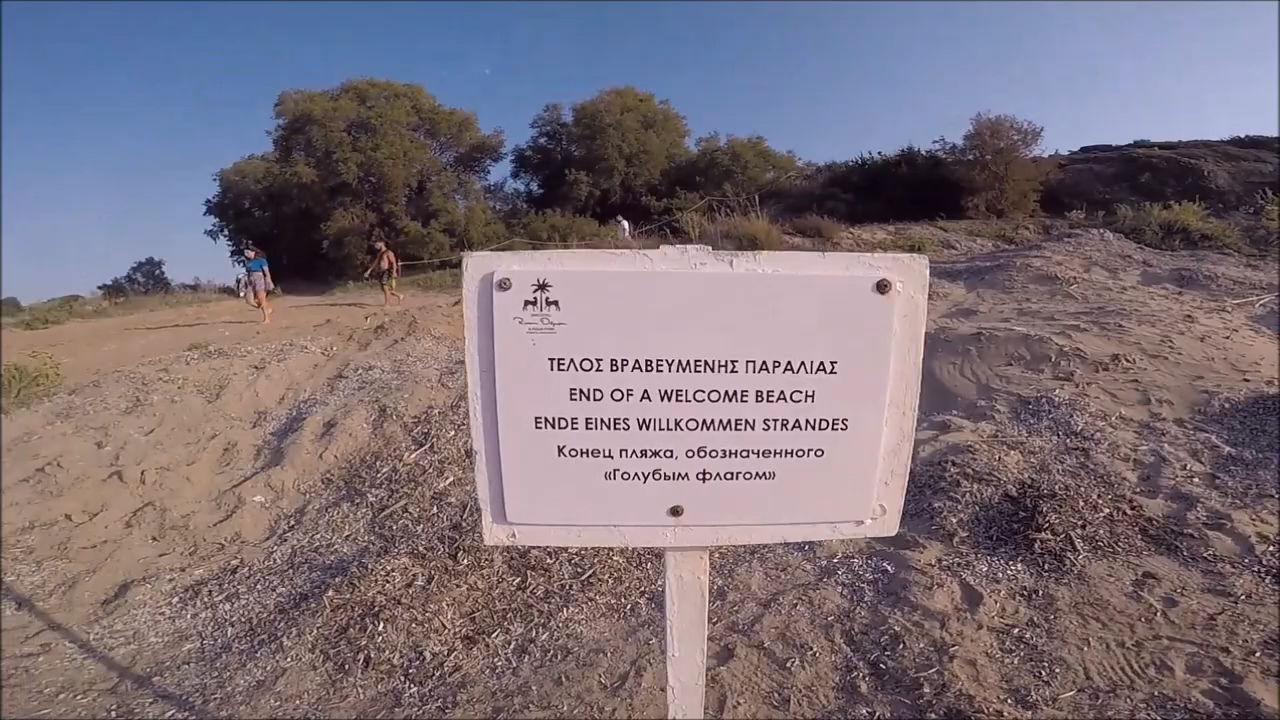 ΤΕΛΟΣ ΒΡΑΒΕΥΜΕΝΗΣ ΠΑΡΑΛΙΑΣ
END OF A WELCOME BEACH
ENDE EINES WILLKOMMEN STRANDES
Конец пляжа, обозначенного
«Голубым флагом»